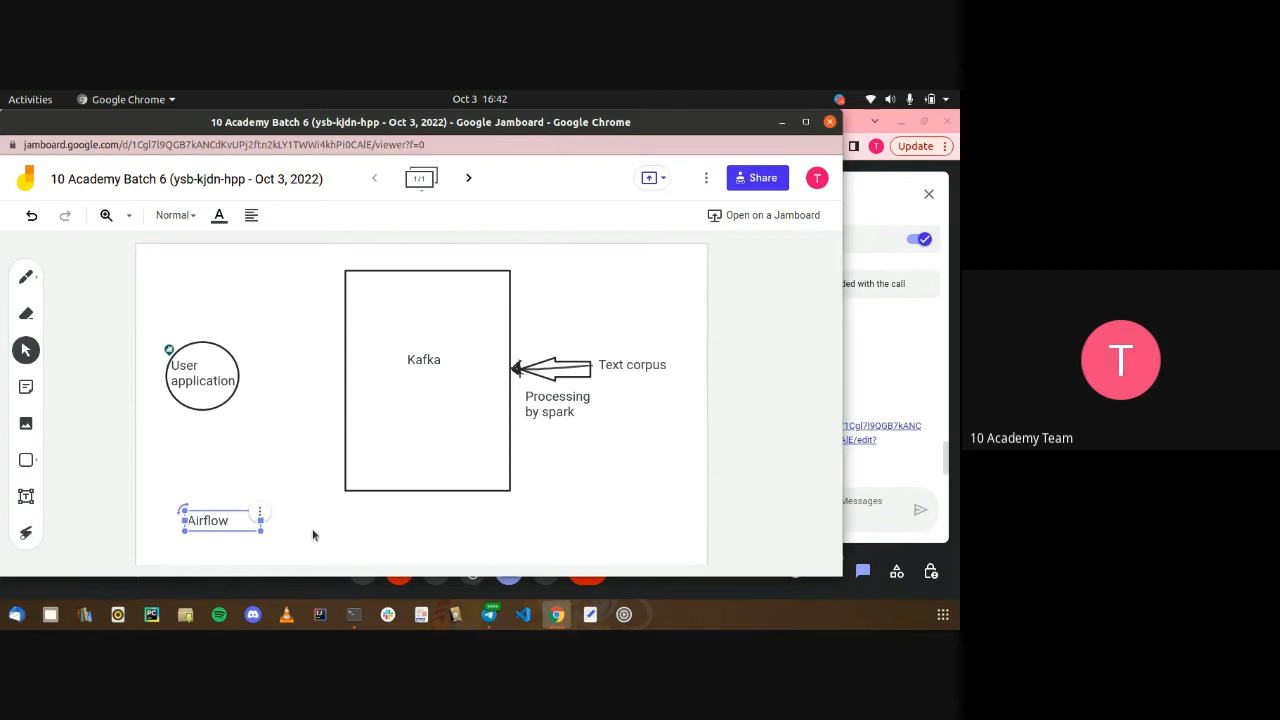 Activities
Google Chrome
Oct 3 16:42
10 Academy Batch 6 (ysb-kjdn-hpp - Oct 3, 2022) - Google Jamboard - Google Chrome
jamboard.google.com/d/1Cgl7l9QGB7kANCdKvUPj2ftn2kLY1TWWi4khPi0CAlE/viewer?f=0
T
Update
10 Academy Batch 6 (ysb-kjdn-hpp - Oct 3, 2022)
1/1
Share
T
Normal
A
Open on a Jamboard
ded with the call
Kafka
User
application
Text corpus
Processing
by spark
Airflow
/1Cgl7l9QGB7kANC
AlE/edit?
Messages
T
10 Academy Team